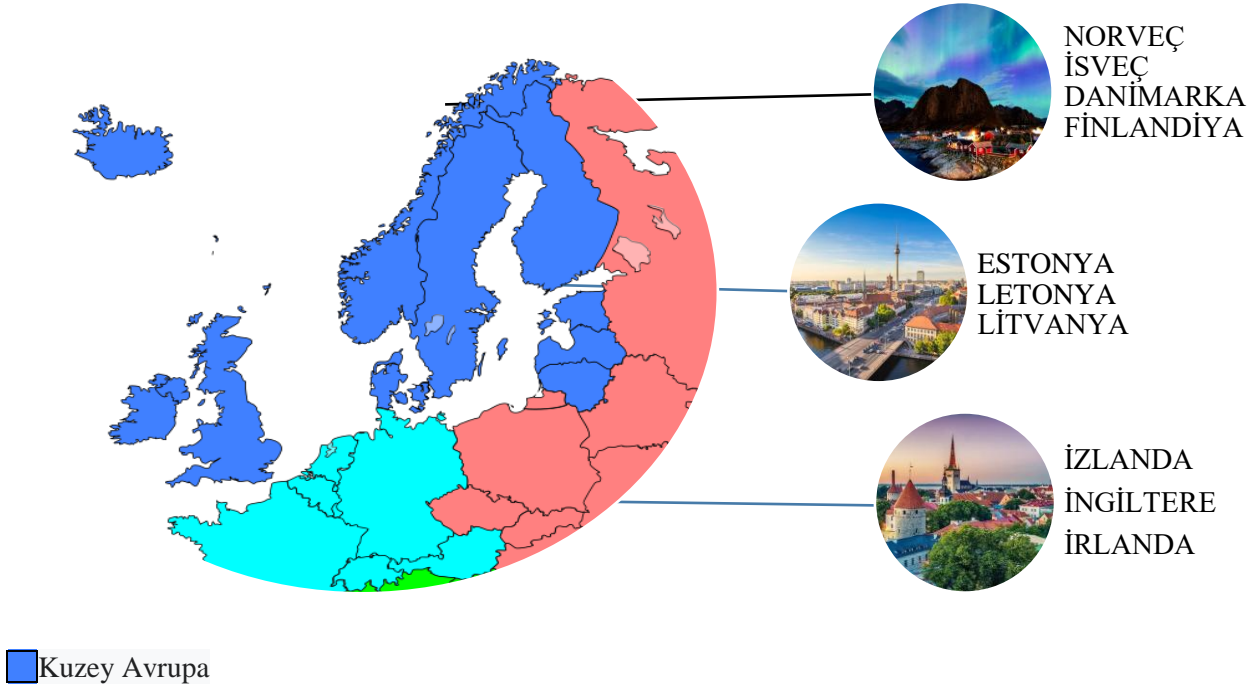 NORVEÇ
İSVEÇ
DANİMARKA
FİNLANDİYA
ESTONYA
LETONYA
LİTVANYA
İZLANDA
İNGİLTERE
İRLANDA
Kuzey Avrupa